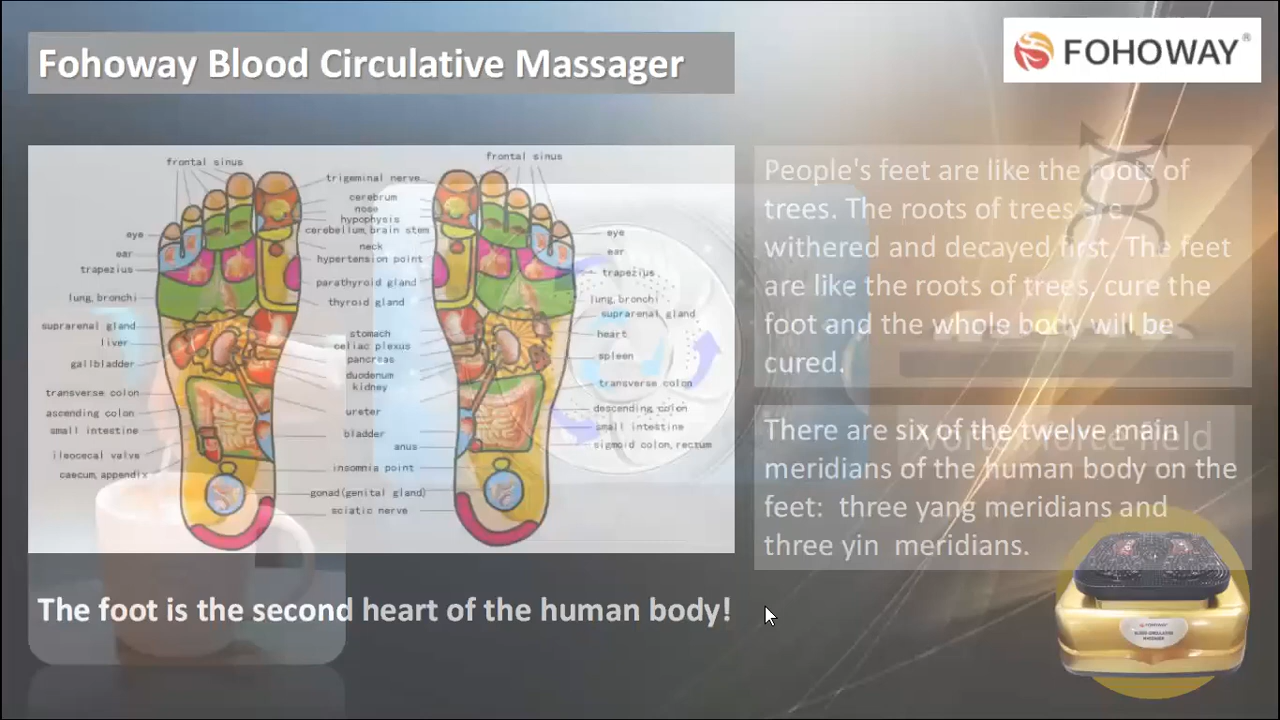 Fohoway Blood Circulative Massager
FOHOWAY®
frontal sinus
frontal sinus
trigeminal nerve
cerebrum
nose
hypophysis
cerebellum, brain stem
neck
hypertension point
parathyroid gland
thyroid gland
stomach
celiac plexus
pancreas
duodenum
kidney
ureter
bladder
anus
insomnia point
gonad(genital gland)
sciatic nerve
eye
ear
trapezius
lung, bronchi
suprarenal gland
liver
gallbladder
transverse colon
ascending colon
small intestine
ileocecal valve
caecum, appendix
eye
ear
trapezius
lung, bronchi
suprarenal gland
heart
spleen
transverse colon
descending colon
small intestine
sigmoid colon, rectum
People's feet are like the roots of
trees. The roots of trees are
withered and decayed first. The feet
are like the roots of trees, cure the
foot and the whole body will be
cured.
There are six of the twelve main
meridians of the human body on the
feet: three yang meridians and
three yin meridians.
vortex force field
The foot is the second heart of the human body!
FOHOWAY
BLOOD CIRCULATIVE
MASSAGER